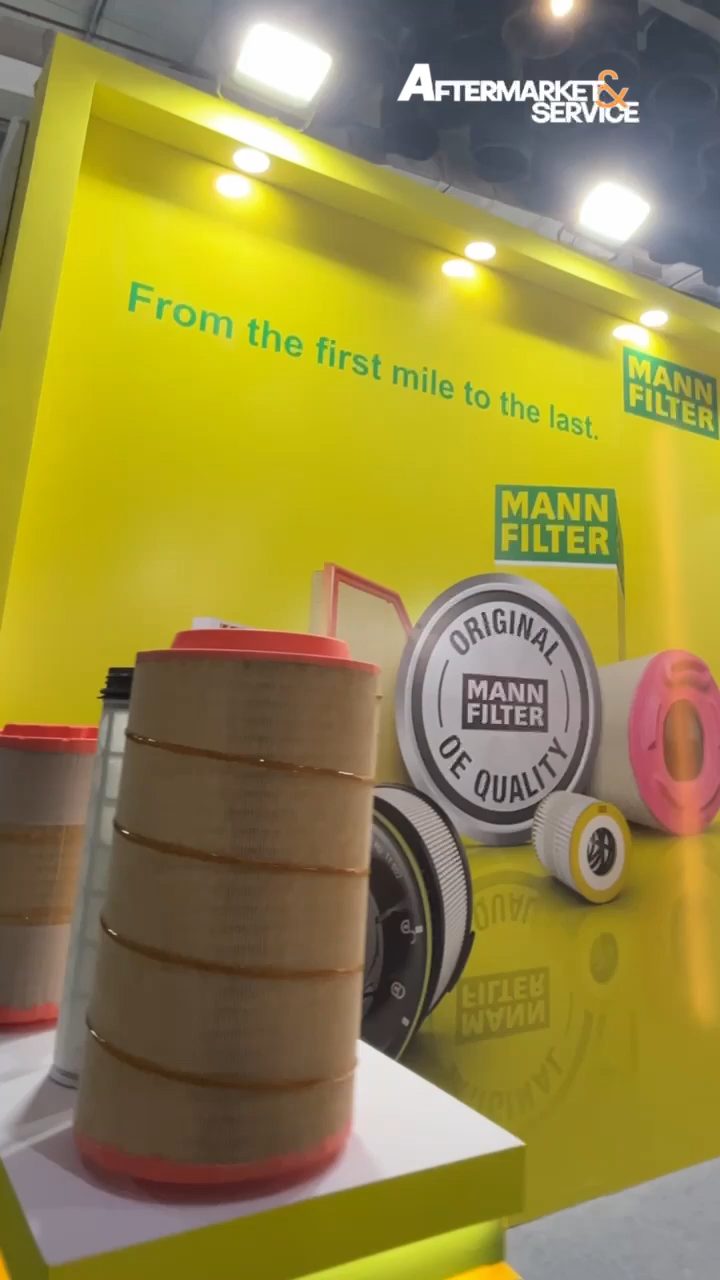 AFTERMARKET&
SERVICE
From the first mile to the last.
MANN
FILTER
MANN
FILTER
ORIGINAL
MANN
FILTER
OE QUALITY